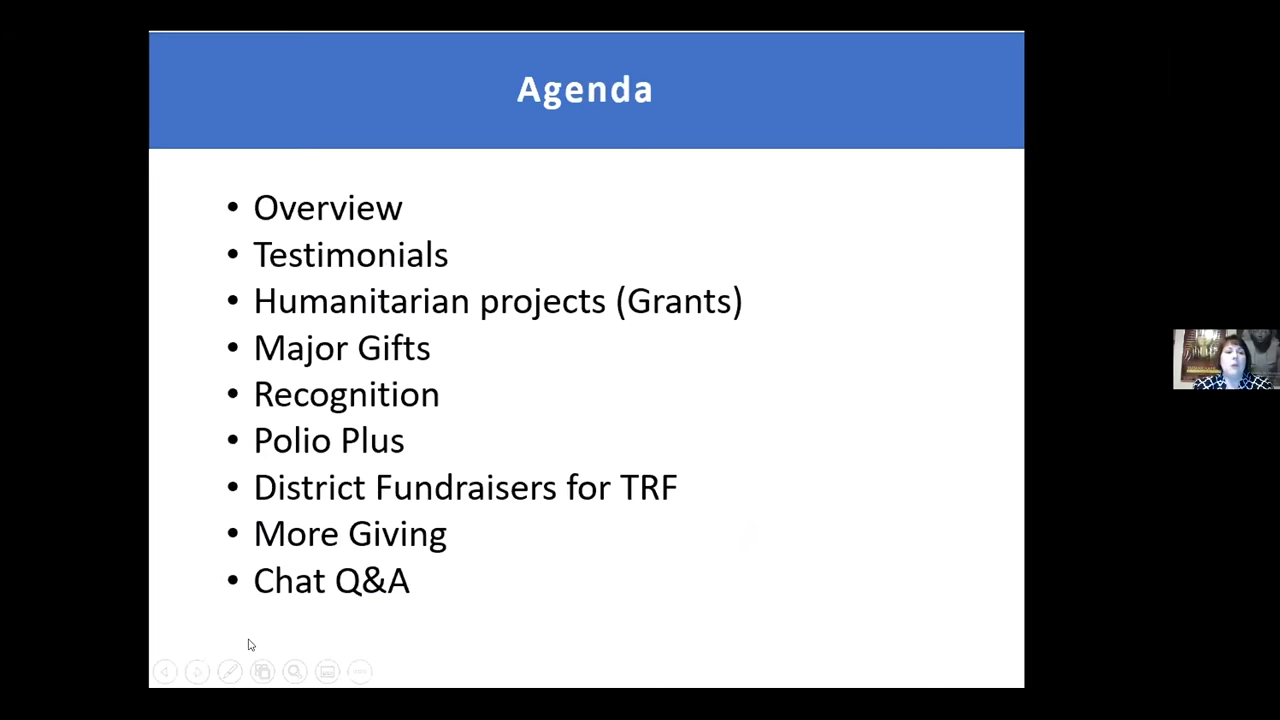 Agenda
• Overview
• Testimonials
• Humanitarian projects (Grants)
• Major Gifts
• Recognition
• Polio Plus
• District Fundraisers for TRF
• More Giving
• Chat Q&A